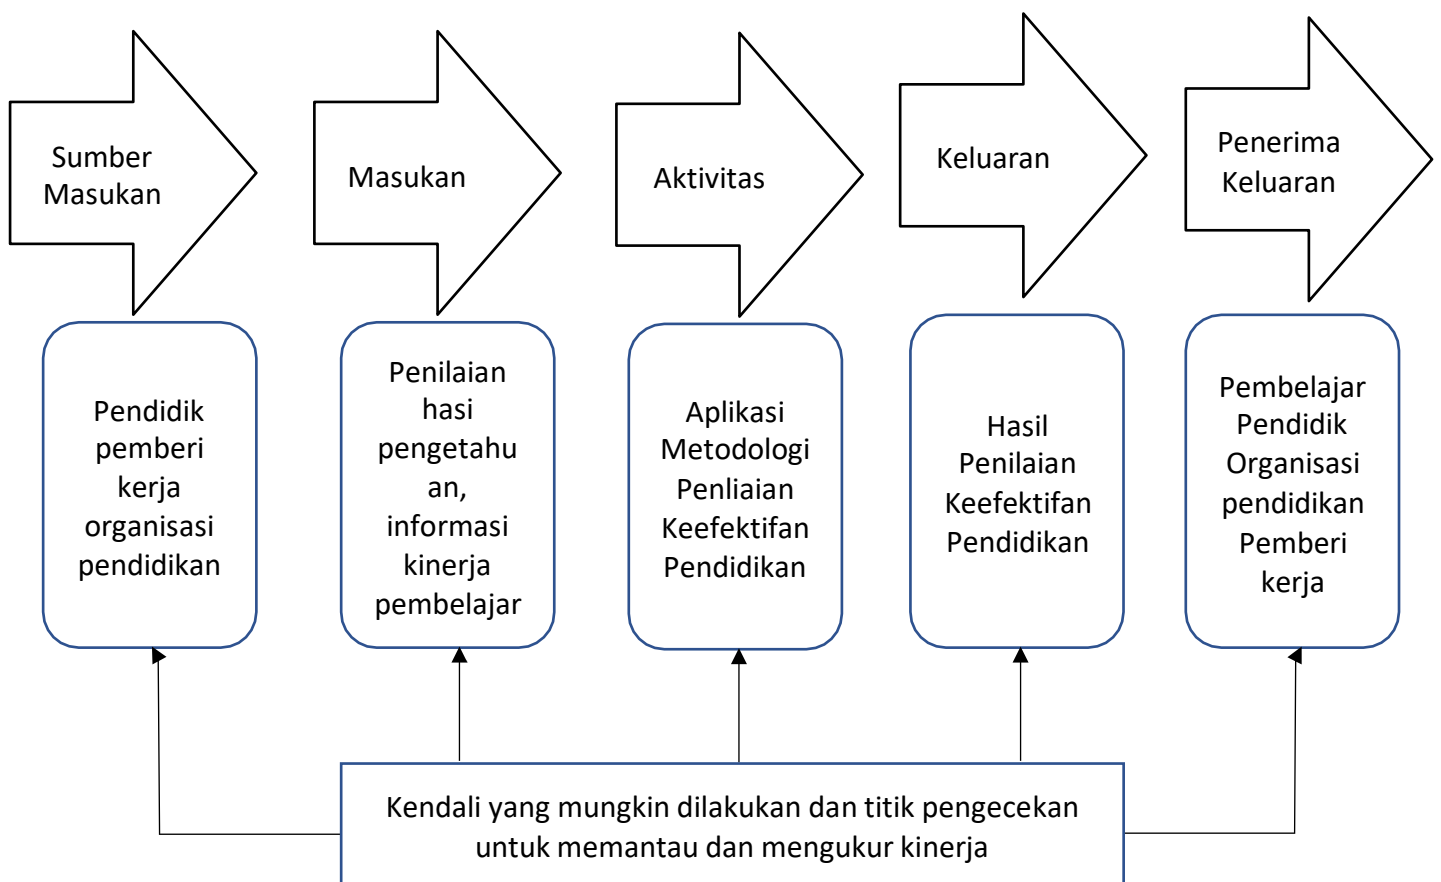 Sumber
Masukan
Masukan
Aktivitas
Keluaran
Penerima
Keluaran
Pendidik
pemberi
kerja
organisasi
pendidikan
Penilaian
hasi
pengetahu
an,
informasi
kinerja
pembelajar
Aplikasi
Metodologi
Penliaian
Keefektifan
Pendidikan
Hasil
Penilaian
Keefektifan
Pendidikan
Pembelajar
Pendidik
Organisasi
pendidikan
Pemberi
kerja
Kendali yang mungkin dilakukan dan titik pengecekan
untuk memantau dan mengukur kinerja